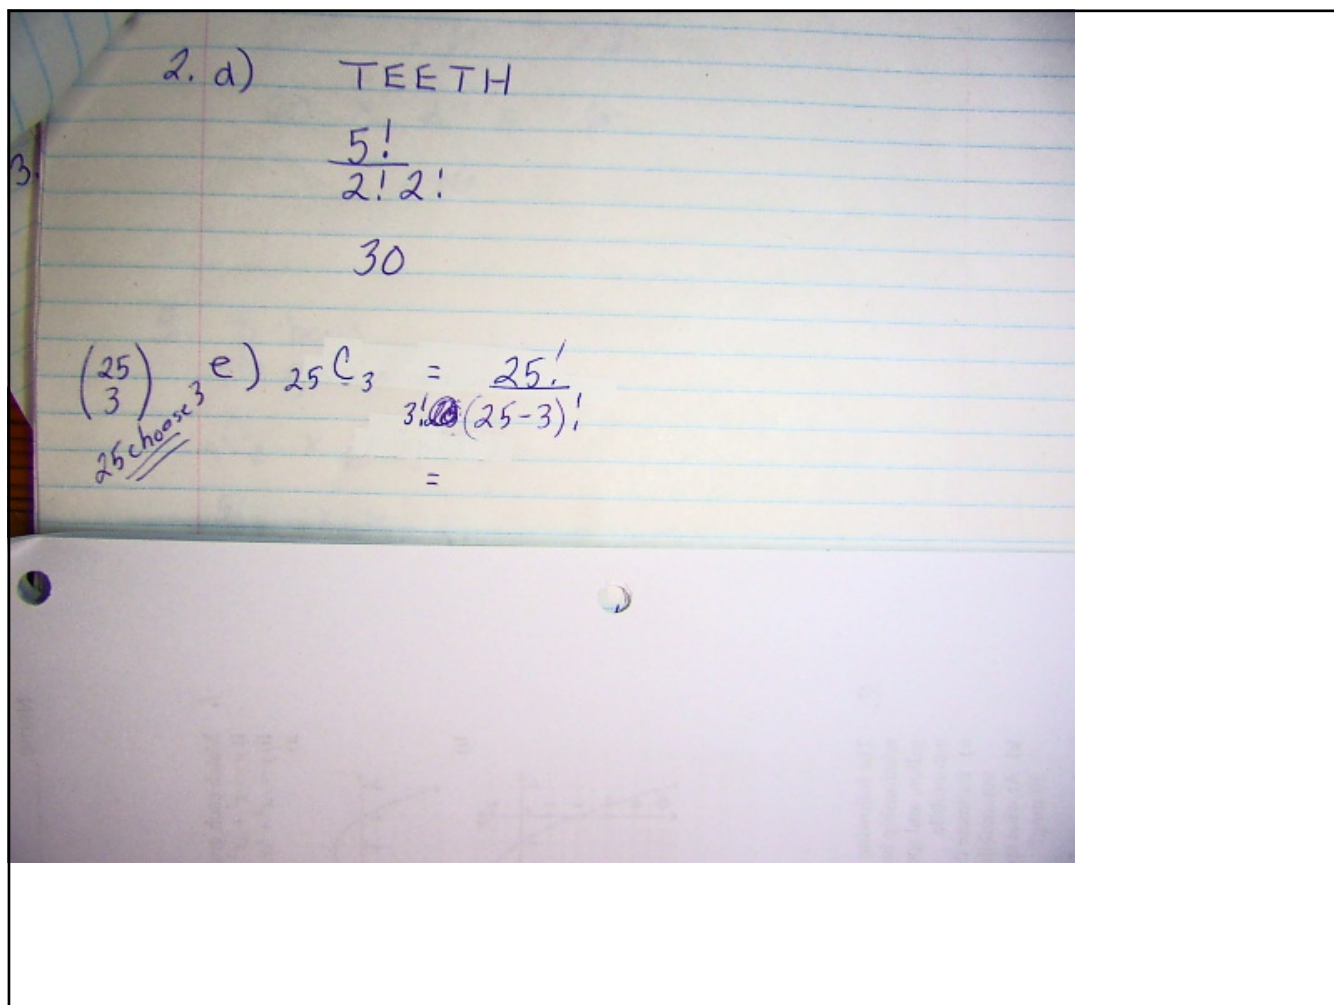 2. d) TEETH
5!
2! 2!
3.
30
(25 3) e) 25C3 = 25!
3! (25-3)!
25 choose 3
=